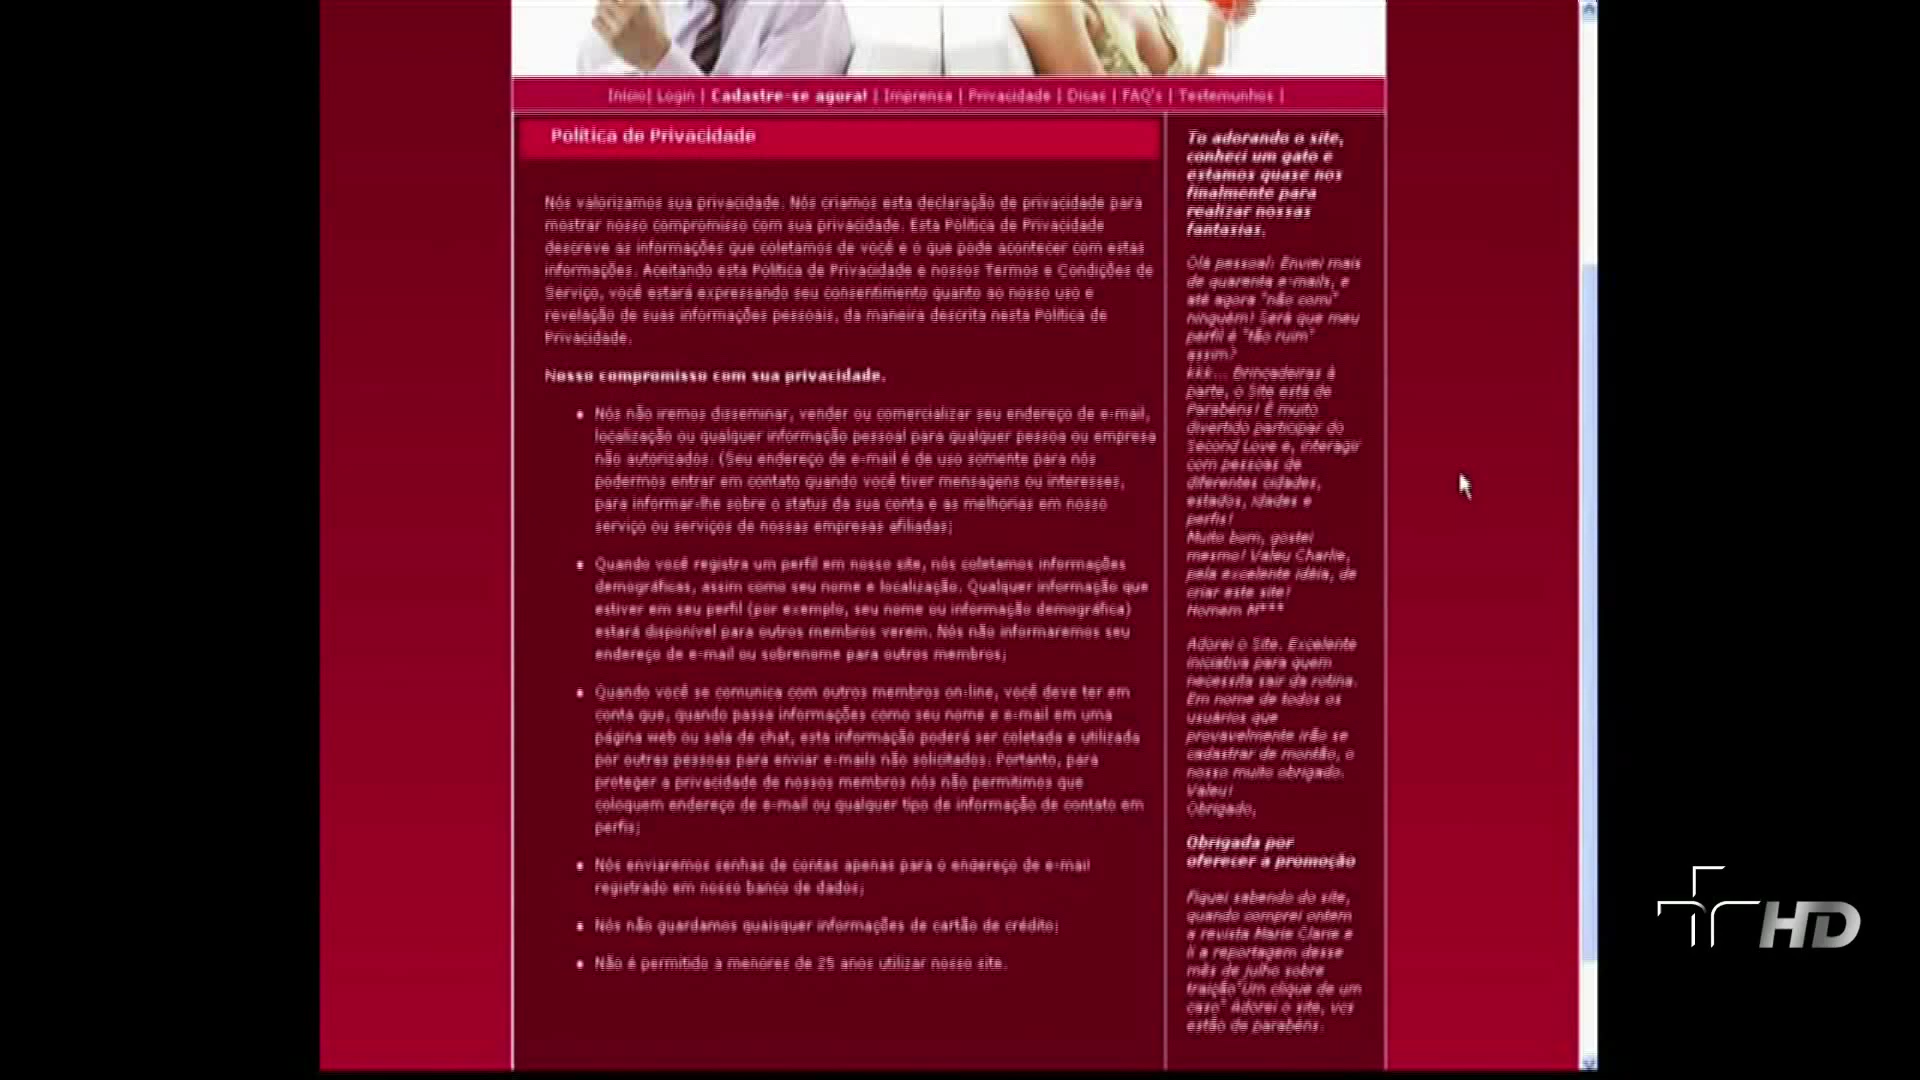 Início| Login | Cadastre-se agora! | Imprensa | Privacidade | Dicas | FAQ's | Testemunhos |
Política de Privacidade
Nós valorizamos sua privacidade. Nós criamos esta declaração de privacidade para
mostrar nosso compromisso com sua privacidade. Esta Política de Privacidade
descreve as informações que coletamos de você e o que pode acontecer com estas
informações. Aceitando esta Política de Privacidade e nossos Termos e Condições de
Serviço, você estará expressando seu consentimento quanto ao nosso uso e
revelação de suas informações pessoais, da maneira descrita nesta Política de
Privacidade.
Nosso compromisso com sua privacidade.
• Nós não iremos disseminar, vender ou comercializar seu endereço de e-mail,
localização ou qualquer informação pessoal para qualquer pessoa ou empresa
não autorizados. (Seu endereço de e-mail é de uso somente para nós
podermos entrar em contato quando você tiver mensagens ou interesses,
para informar-lhe sobre o status da sua conta e as melhorias em nosso
serviço ou serviços de nossas empresas afiliadas;
• Quando você registra um perfil em nosso site, nós coletamos informações
demográficas, assim como seu nome e localização. Qualquer informação que
estiver em seu perfil (por exemplo, seu nome ou informação demográfica)
estará disponível para outros membros verem. Nós não informaremos seu
endereço de e-mail ou sobrenome para outros membros;
• Quando você se comunica com outros membros on-line, você deve ter em
conta que, quando passa informações como seu nome e e-mail em uma
página web ou sala de chat, esta informação poderá ser coletada e utilizada
por outras pessoas para enviar e-mails não solicitados. Portanto, para
proteger a privacidade de nossos membros nós não permitimos que
coloquem endereço de e-mail ou qualquer tipo de informação de contato em
perfis;
• Nós enviaremos senhas de contas apenas para o endereço de e-mail
registrado em nosso banco de dados;
• Nós não guardamos quaisquer informações de cartão de crédito;
• Não é permitido a menores de 25 anos utilizar nosso site.
To adorando o site,
conheci um gato e
estamos quase nos
finalmente para
realizar nossas
fantasias.
Olá pessoal! Enviei mais
de quarenta e-mails, e
até agora "não comi"
ninguém! Será que meu
perfil é "tão ruim"
assim?
kkk... Brincadeiras à
parte, o Site está de
Parabéns! É muito
divertido participar do
Second Love e, interagir
com pessoas de
diferentes cidades,
estados, idades e
perfis!
Muito bom, gostei
mesmo! Valeu Charlie,
pela excelente idéia, de
criar este site!
Homem M***
Adorei o Site. Excelente
iniciativa para quem
necessita sair da rotina.
Em nome de todos os
usuários que
provavelmente irão se
cadastrar de montão, o
nosso muito obrigado.
Valeu!
Obrigado,
Obrigada por
oferecer a promoção
Fiquei sabendo do site,
quando comprei ontem
a revista Marie Clarie e
li a reportagem desse
mês de julho sobre
traição"Um clique de um
caso" Adorei o site, vcs
estão de parabéns.
HD